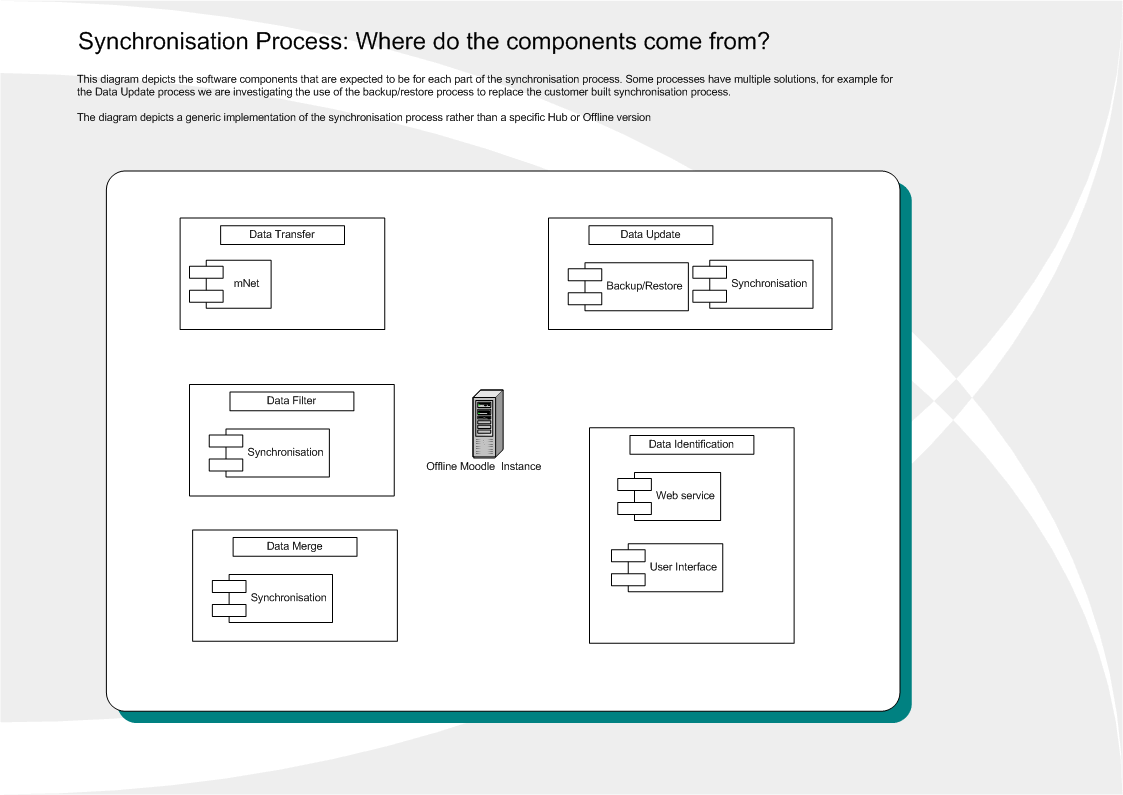 Synchronisation Process: Where do the components come from?
This diagram depicts the software components that are expected to be for each part of the synchronisation process. Some processes have multiple solutions, for example for
the Data Update process we are investigating the use of the backup/restore process to replace the customer built synchronisation process.
The diagram depicts a generic implementation of the synchronisation process rather than a specific Hub or Offline version
Data Transfer
mNet
Data Update
Backup/Restore
Synchronisation
Data Filter
Synchronisation
Offline Moodle Instance
Data Identification
Web service
User Interface
Data Merge
Synchronisation